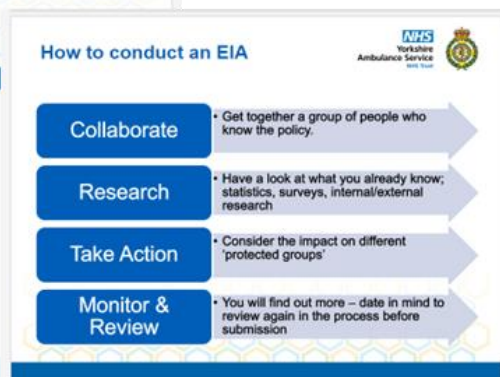 How to conduct an EIA
NHS
Yorkshire
Ambulance Service
NHS Trust
Collaborate
• Get together a group of people who
know the policy.
Research
• Have a look at what you already know;
statistics, surveys, internal/external
research
Take Action
• Consider the impact on different
'protected groups'
Monitor &
Review
• You will find out more – date in mind to
review again in the process before
submission